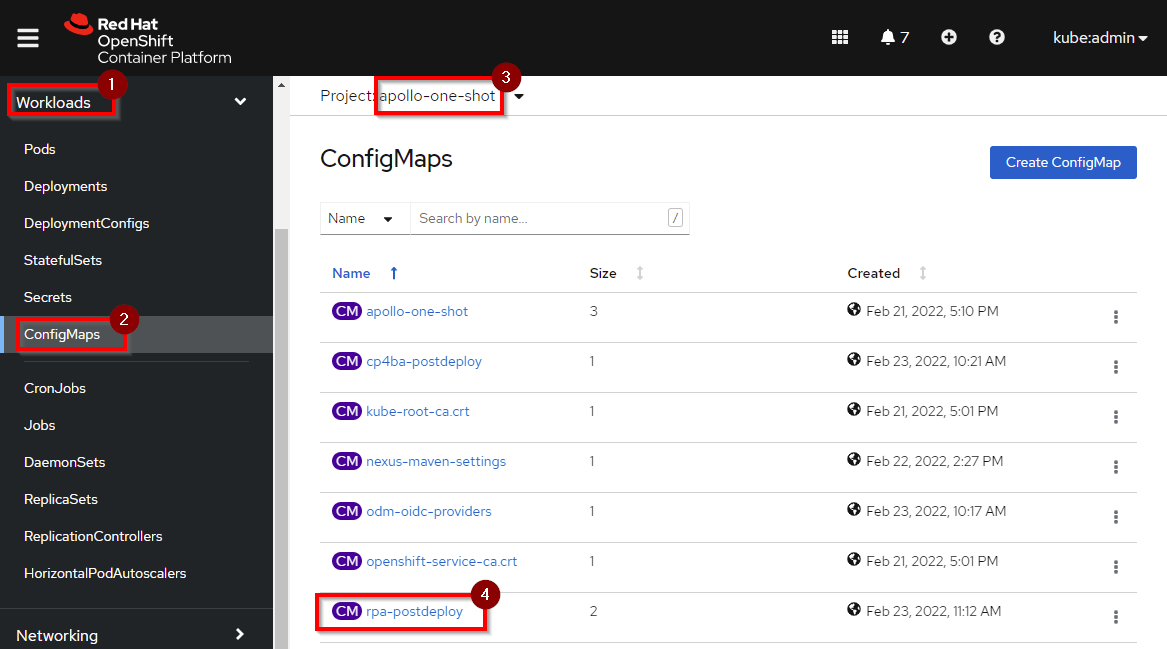 Red Hat
OpenShift
Container Platform
7
kube:admin
1
Workloads
Pods
Deployments
DeploymentConfigs
StatefulSets
Secrets
2
ConfigMaps
CronJobs
Jobs
DaemonSets
ReplicaSets
ReplicationControllers
HorizontalPodAutoscalers
Networking
3
Project: apollo-one-shot
ConfigMaps
Create ConfigMap
Name Search by name... /
Name Size Created
CM apollo-one-shot 3 Feb 21, 2022, 5:10 PM
CM cp4ba-postdeploy 1 Feb 23, 2022, 10:21 AM
CM kube-root-ca.crt 1 Feb 21, 2022, 5:01 PM
CM nexus-maven-settings 1 Feb 22, 2022, 2:27 PM
CM odm-oidc-providers 1 Feb 23, 2022, 10:17 AM
CM openshift-service-ca.crt 1 Feb 21, 2022, 5:01 PM
4
CM rpa-postdeploy 2 Feb 23, 2022, 11:12 AM